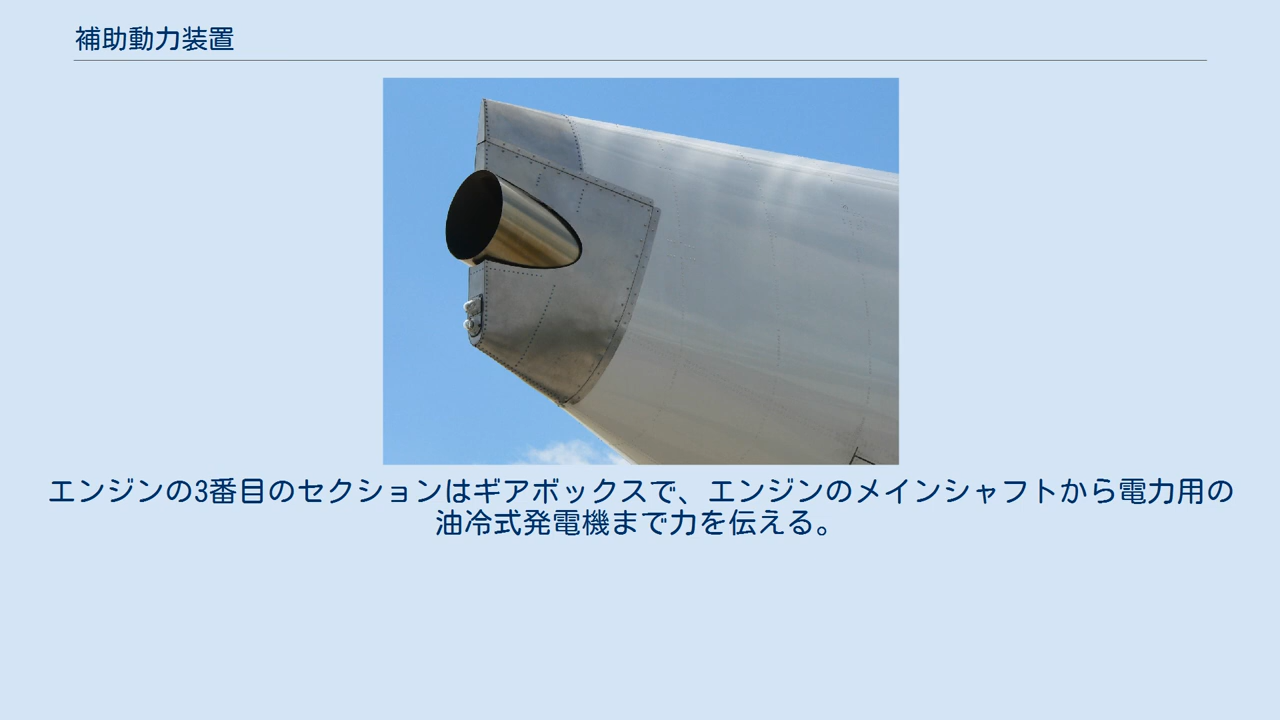 補助動力装置
エンジンの3番目のセクションはギアボックスで、エンジンのメインシャフトから電力用の
油冷式発電機まで力を伝える。